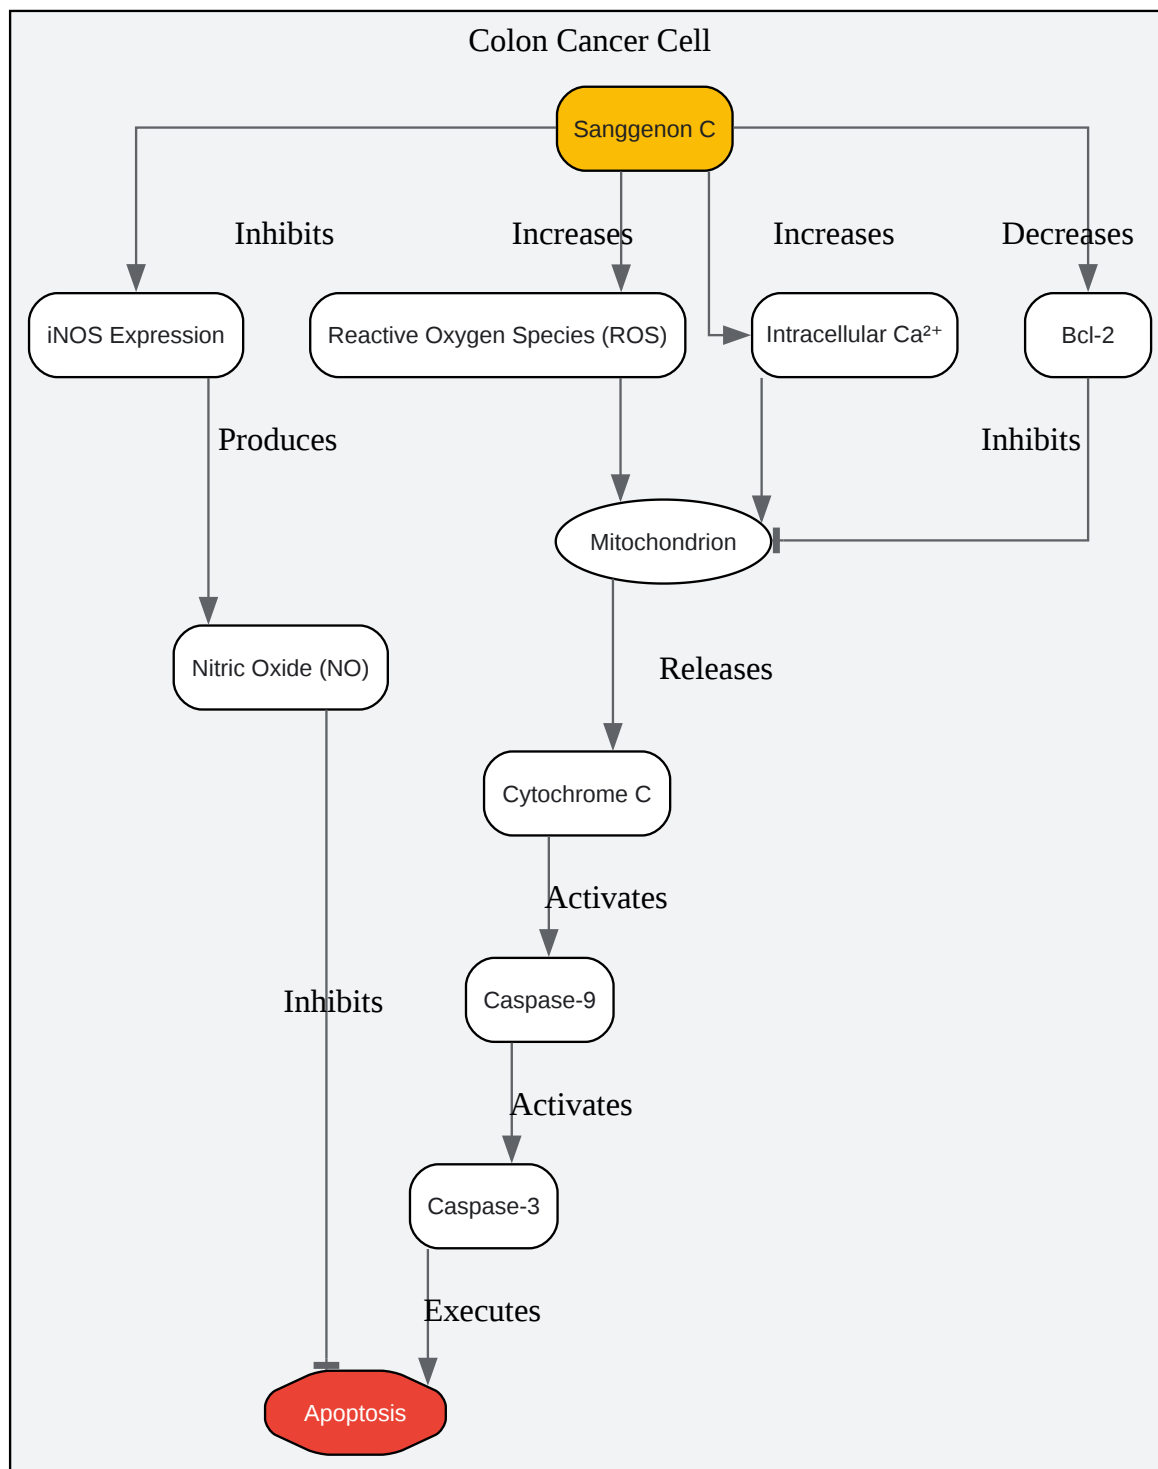 Colon Cancer Cell
Sanggenon C
Inhibits
Increases
Increases
Decreases
iNOS Expression
Reactive Oxygen Species (ROS)
Intracellular Ca²⁺
Bcl-2
Produces
Inhibits
Mitochondrion
Nitric Oxide (NO)
Releases
Cytochrome C
Activates
Caspase-9
Inhibits
Activates
Caspase-3
Executes
Apoptosis